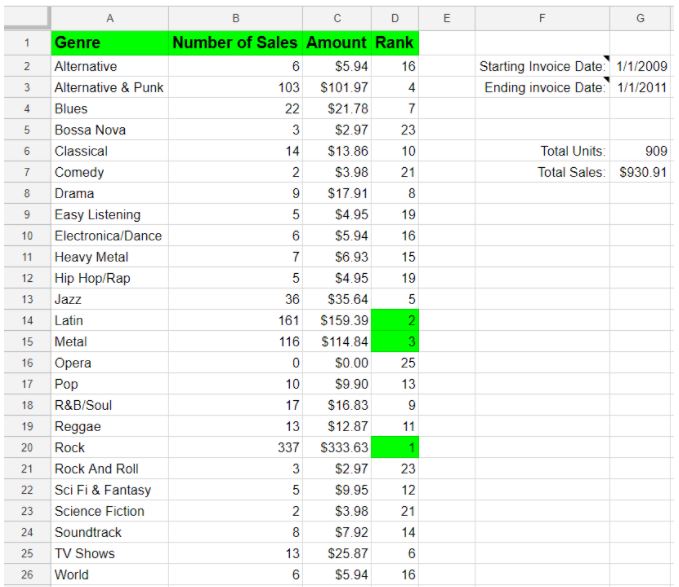 A B C D E F G
1 Genre Number of Sales Amount Rank
2 Alternative 6 $5.94 16 Starting Invoice Date: 1/1/2009
3 Alternative & Punk 103 $101.97 4 Ending invoice Date: 1/1/2011
4 Blues 22 $21.78 7
5 Bossa Nova 3 $2.97 23
6 Classical 14 $13.86 10 Total Units: 909
7 Comedy 2 $3.98 21 Total Sales: $930.91
8 Drama 9 $17.91 8
9 Easy Listening 5 $4.95 19
10 Electronica/Dance 6 $5.94 16
11 Heavy Metal 7 $6.93 15
12 Hip Hop/Rap 5 $4.95 19
13 Jazz 36 $35.64 5
14 Latin 161 $159.39 2
15 Metal 116 $114.84 3
16 Opera 0 $0.00 25
17 Pop 10 $9.90 13
18 R&B/Soul 17 $16.83 9
19 Reggae 13 $12.87 11
20 Rock 337 $333.63 1
21 Rock And Roll 3 $2.97 23
22 Sci Fi & Fantasy 5 $9.95 12
23 Science Fiction 2 $3.98 21
24 Soundtrack 8 $7.92 14
25 TV Shows 13 $25.87 6
26 World 6 $5.94 16